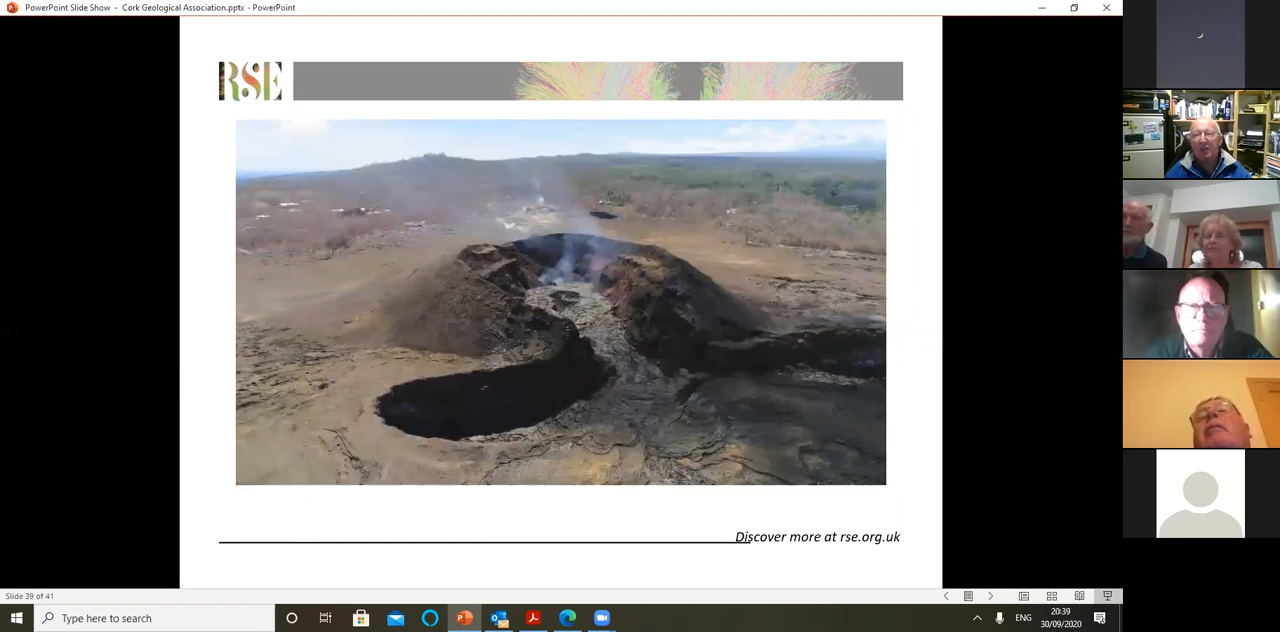 PowerPoint Slide Show - Cork Geological Association.pptx - PowerPoint
RSE
Discover more at rse.org.uk
Slide 39 of 41
Type here to search
ENG
20:39
30/09/2020